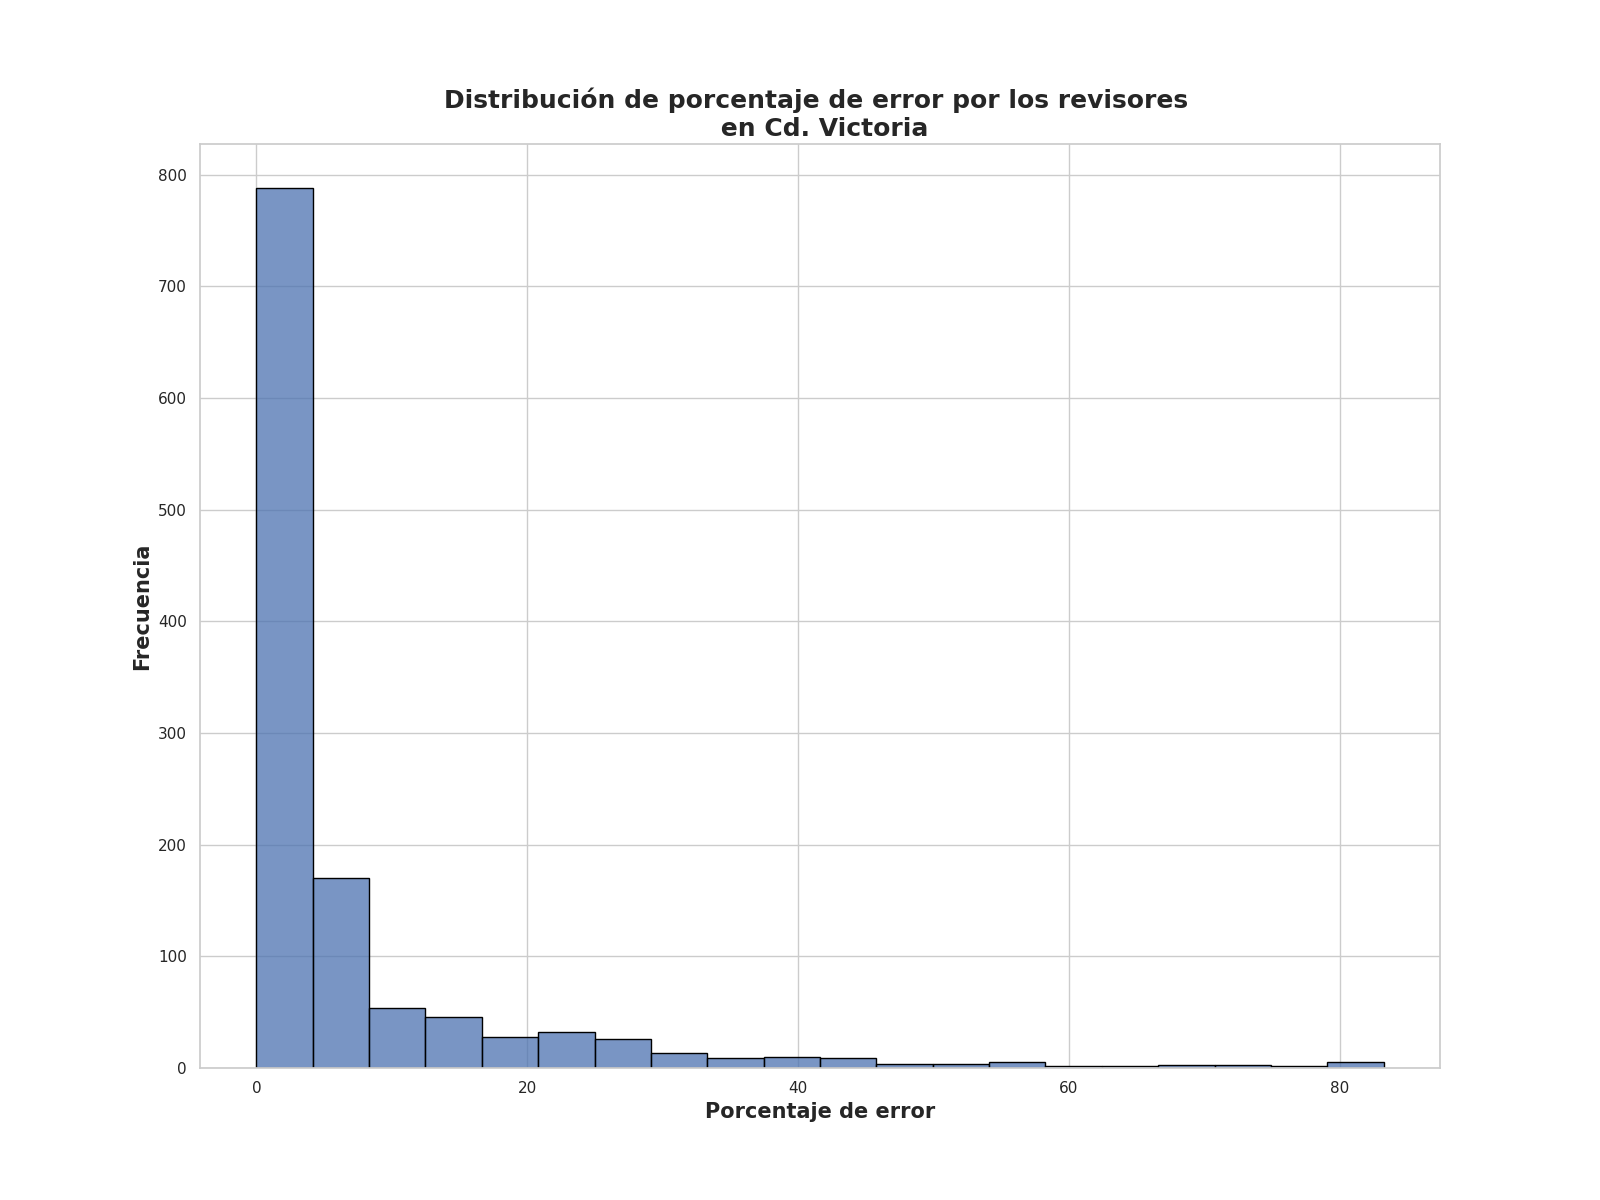 Distribución de porcentaje de error por los revisores
en Cd. Victoria
800
700
600
500
400
300
200
100
0
Frecuencia
0 20 40 60 80
Porcentaje de error